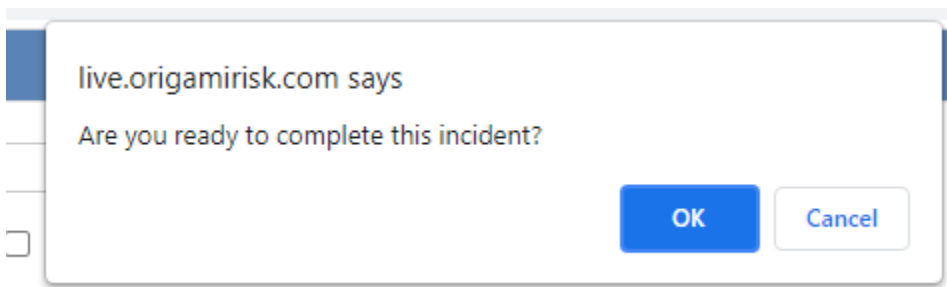 live.origamirisk.com says
Are you ready to complete this incident?
OK Cancel